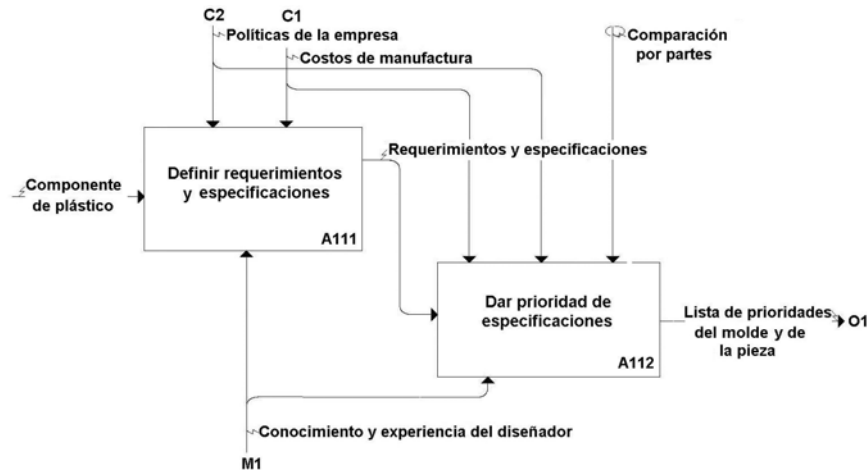 C2
C1
Políticas de la empresa
Costos de manufactura
Comparación
por partes
Definir requerimientos
y especificaciones
A111
Requerimientos y especificaciones
Componente
de plástico
Dar prioridad de
especificaciones
A112
Lista de prioridades
del molde y de
la pieza
O1
Conocimiento y experiencia del diseñador
M1